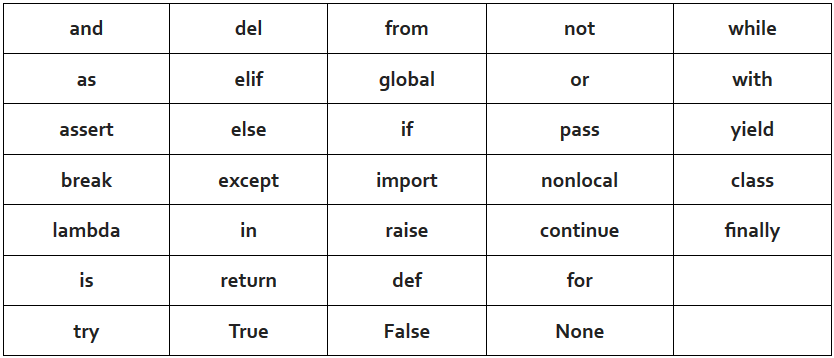 and del from not while
as elif global or with
assert else if pass yield
break except import nonlocal class
lambda in raise continue finally
is return def for
try True False None